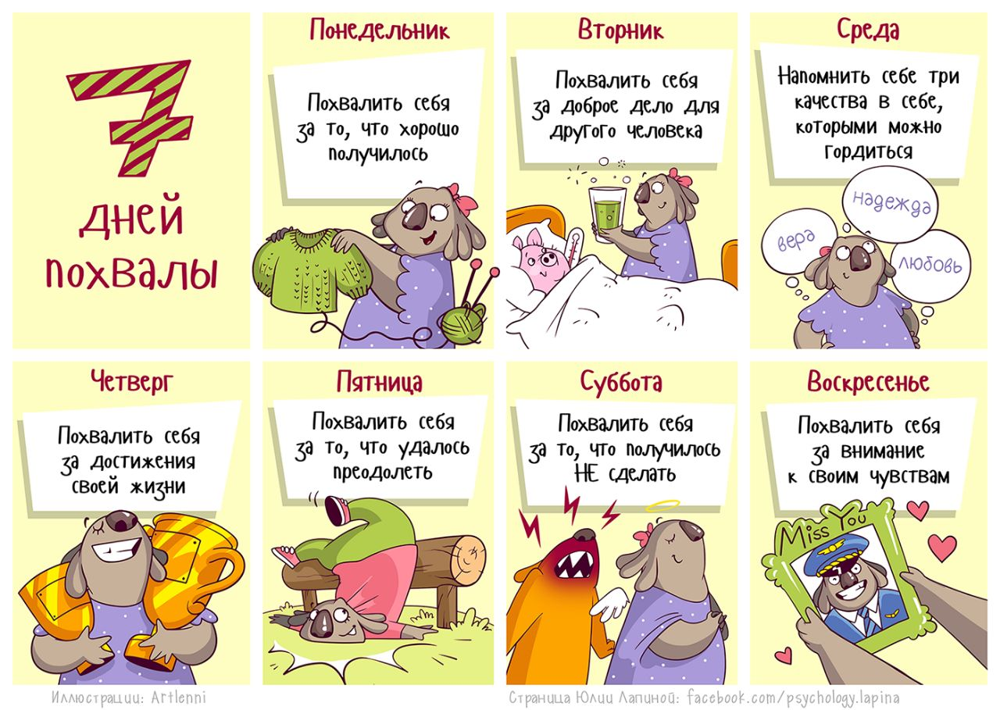 7
дней
похвалы
Понедельник
Похвалить себя
за то, что хорошо
получилось
Вторник
Похвалить себя
за доброе дело для
другого человека
Среда
Напомнить себе три
качества в себе,
которыми можно
гордиться
вера
надежда
любовь
Четверг
Похвалить себя
за достижения
своей жизни
Пятница
Похвалить себя
за то, что удалось
преодолеть
Суббота
Похвалить себя
за то, что получилось
НЕ сделать
Воскресенье
Похвалить себя
за внимание
к своим чувствам
Miss You
Иллюстрации: Artlenni
Страница Юлии Лапиной: facebook.com/psychology.lapina